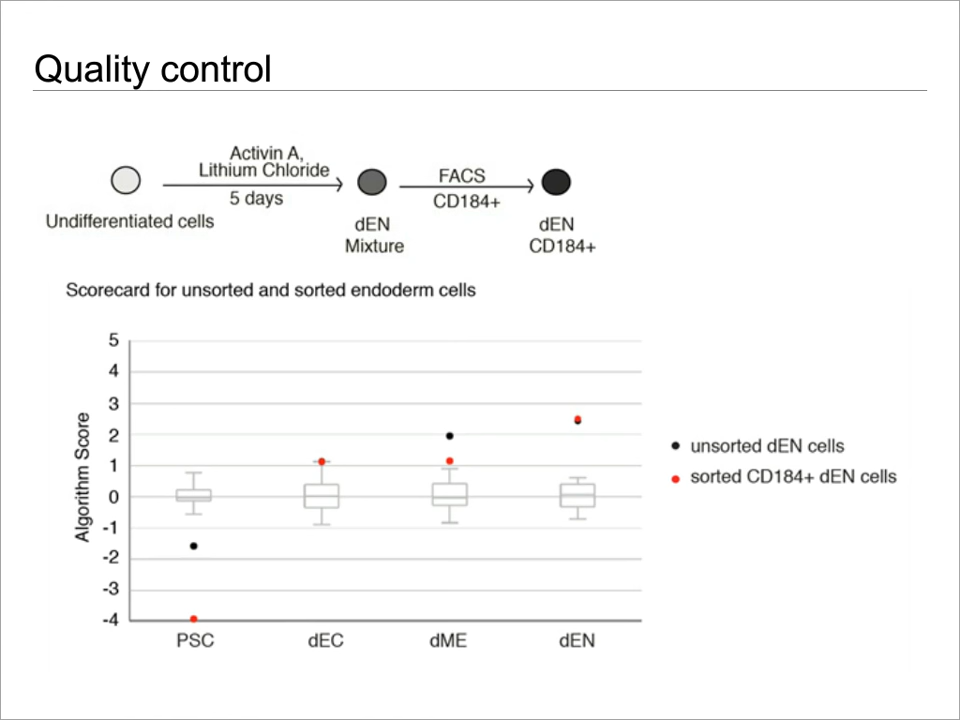 Quality control
Activin A,
Lithium Chloride
5 days
FACS
CD184+
Undifferentiated cells
dEN
Mixture
dEN
CD184+
Scorecard for unsorted and sorted endoderm cells
Algorithm Score
5
4
3
2
1
0
-1
-2
-3
-4
PSC
dEC
dME
dEN
unsorted dEN cells
sorted CD184+ dEN cells